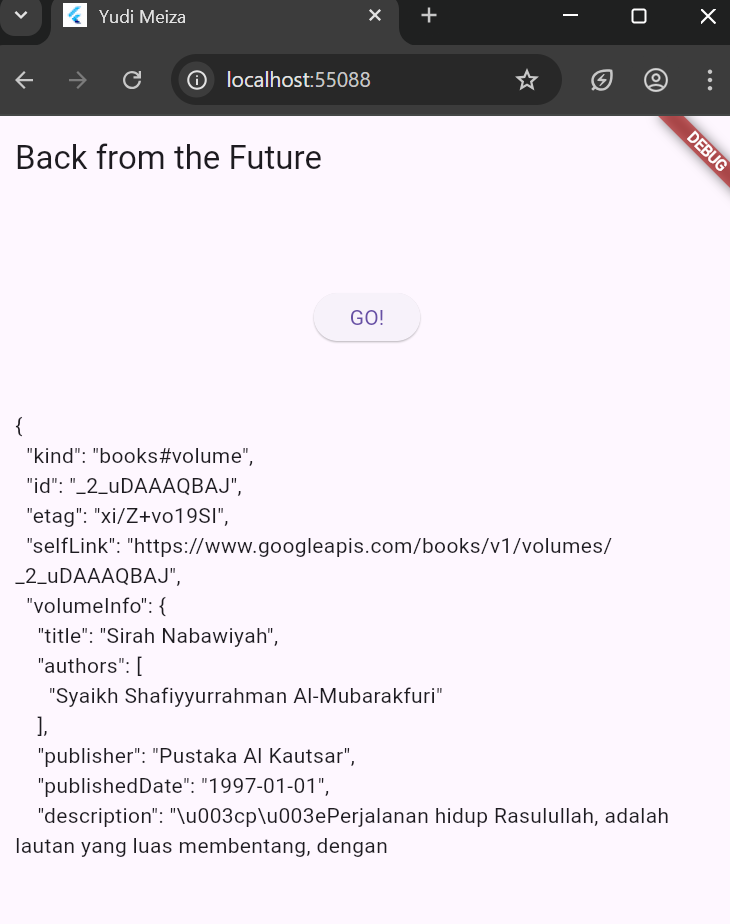 Yudi Meiza
localhost:55088
DEBUG
Back from the Future
GO!
{
"kind": "books#volume",
"id": "_2_uDAAAQBAJ",
"etag": "xi/Z+vo19SI",
"selfLink": "https://www.googleapis.com/books/v1/volumes/
_2_uDAAAQBAJ",
"volumeInfo": {
"title": "Sirah Nabawiyah",
"authors": [
"Syaikh Shafiyyurrahman Al-Mubarakfuri"
],
"publisher": "Pustaka Al Kautsar",
"publishedDate": "1997-01-01",
"description": "\u003cp\u003ePerjalanan hidup Rasulullah, adalah
lautan yang luas membentang, dengan